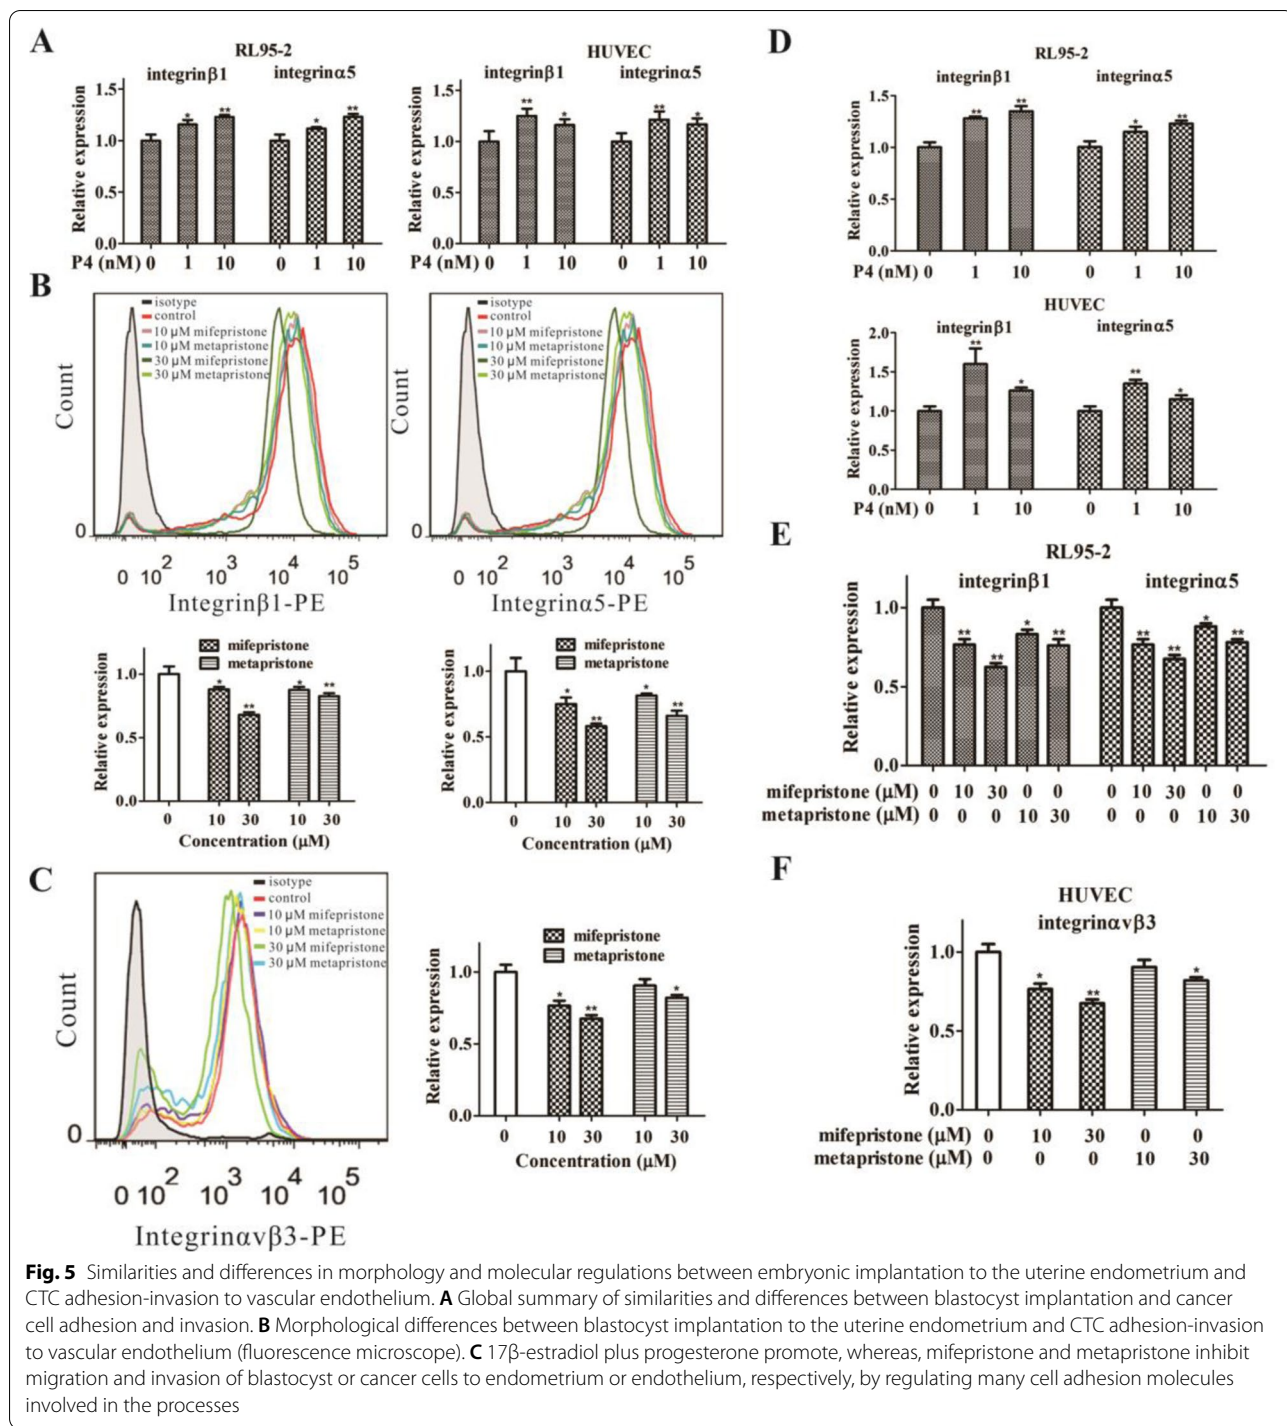 A
RL95-2
integrinβ1 integrinα5
Relative expression
1.5
1.0
0.5
0.0
P4 (nM) 0 1 10 0 1 10
* ** * **
HUVEC
integrinβ1 integrinα5
Relative expression
1.5
1.0
0.5
0.0
P4 (nM) 0 1 10 0 1 10
** * ** *
B
isotype
control
10 μM mifepristone
10 μM metapristone
30 μM mifepristone
30 μM metapristone
Count
0
0 10² 10³ 10⁴ 10⁵
Integrinβ1-PE
isotype
control
10 μM mifepristone
10 μM metapristone
30 μM mifepristone
30 μM metapristone
Count
0
0 10² 10³ 10⁴ 10⁵
Integrinα5-PE
mifepristone
metapristone
Relative expression
1.0
0.5
0.0
* ** * **
0 10 30 10 30
Concentration (μM)
mifepristone
metapristone
Relative expression
1.0
0.5
0.0
* ** * **
0 10 30 10 30
Concentration (μM)
C
isotype
control
10 μM mifepristone
10 μM metapristone
30 μM mifepristone
30 μM metapristone
Count
0
0 10² 10³ 10⁴ 10⁵
Integrinαvβ3-PE
mifepristone
metapristone
Relative expression
1.0
0.5
0.0
* ** *
0 10 30 10 30
Concentration (μM)
D
RL95-2
integrinβ1 integrinα5
Relative expression
1.5
1.0
0.5
0.0
** ** * **
P4 (nM) 0 1 10 0 1 10
HUVEC
integrinβ1 integrinα5
Relative expression
2.0
1.5
1.0
0.5
0.0
** * ** *
P4 (nM) 0 1 10 0 1 10
E
RL95-2
integrinβ1 integrinα5
Relative expression
1.0
0.5
0.0
** ** * ** ** ** * **
mifepristone (μM) 0 10 30 0 0 0 10 30 0 0
metapristone (μM) 0 0 0 10 30 0 0 0 10 30
F
HUVEC
integrinαvβ3
Relative expression
1.0
0.5
0.0
* ** *
mifepristone (μM) 0 10 30 0 0
metapristone (μM) 0 0 0 10 30
Fig. 5 Similarities and differences in morphology and molecular regulations between embryonic implantation to the uterine endometrium and
CTC adhesion-invasion to vascular endothelium. A Global summary of similarities and differences between blastocyst implantation and cancer
cell adhesion and invasion. B Morphological differences between blastocyst implantation to the uterine endometrium and CTC adhesion-invasion
to vascular endothelium (fluorescence microscope). C 17β-estradiol plus progesterone promote, whereas, mifepristone and metapristone inhibit
migration and invasion of blastocyst or cancer cells to endometrium or endothelium, respectively, by regulating many cell adhesion molecules
involved in the processes